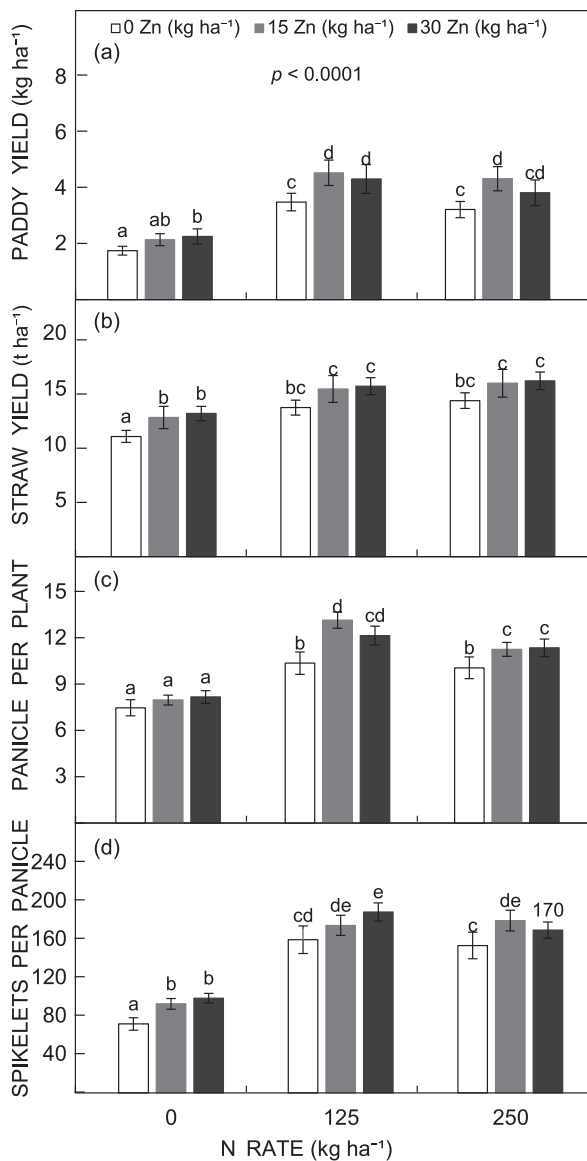 0 Zn (kg ha⁻¹) 15 Zn (kg ha⁻¹) 30 Zn (kg ha⁻¹)
(a)
p < 0.0001
PADDY YIELD (kg ha⁻¹)
8
6
4
2
a ab b c d d c d cd
(b)
STRAW YIELD (t ha⁻¹)
20
15
10
5
a b b bc c c bc c c
(c)
PANICLE PER PLANT
15
12
9
6
3
a a a b d cd b c c
(d)
SPIKELETS PER PANICLE
240
200
160
120
80
40
a b b cd de e c de 170
0 125 250
N RATE (kg ha⁻¹)